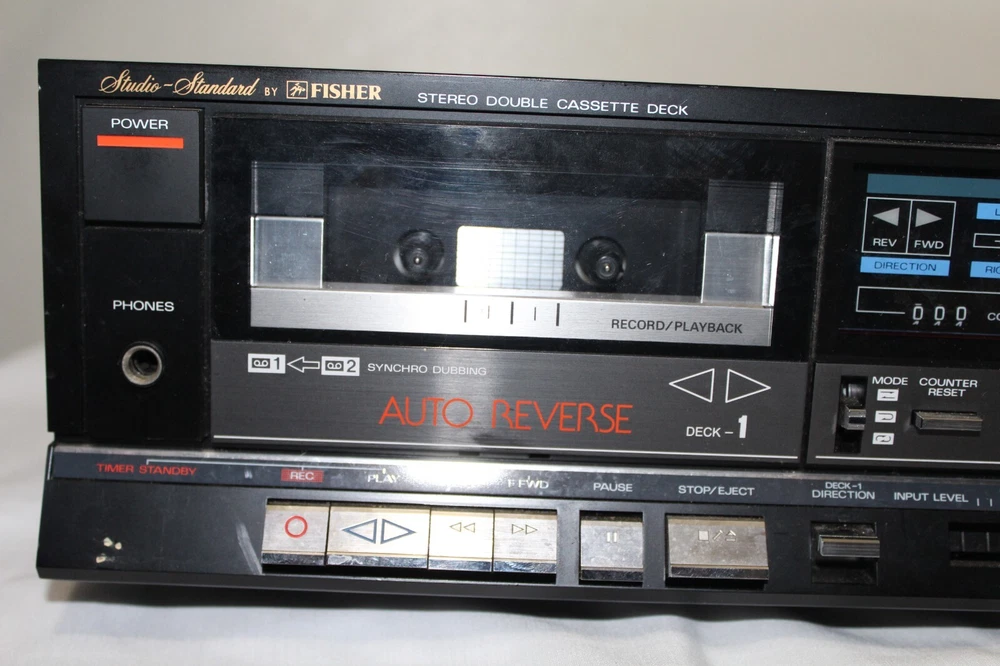 Studio-Standard BY FISHER STEREO DOUBLE CASSETTE DECK
POWER
PHONES
RECORD/PLAYBACK
1 2 SYNCHRO DUBBING
AUTO REVERSE
DECK-1
REV FWD
DIRECTION
000
MODE COUNTER RESET
TIMER STANDBY
REC PLAY F FWD PAUSE STOP/EJECT
DECK-1 DIRECTION
INPUT LEVEL